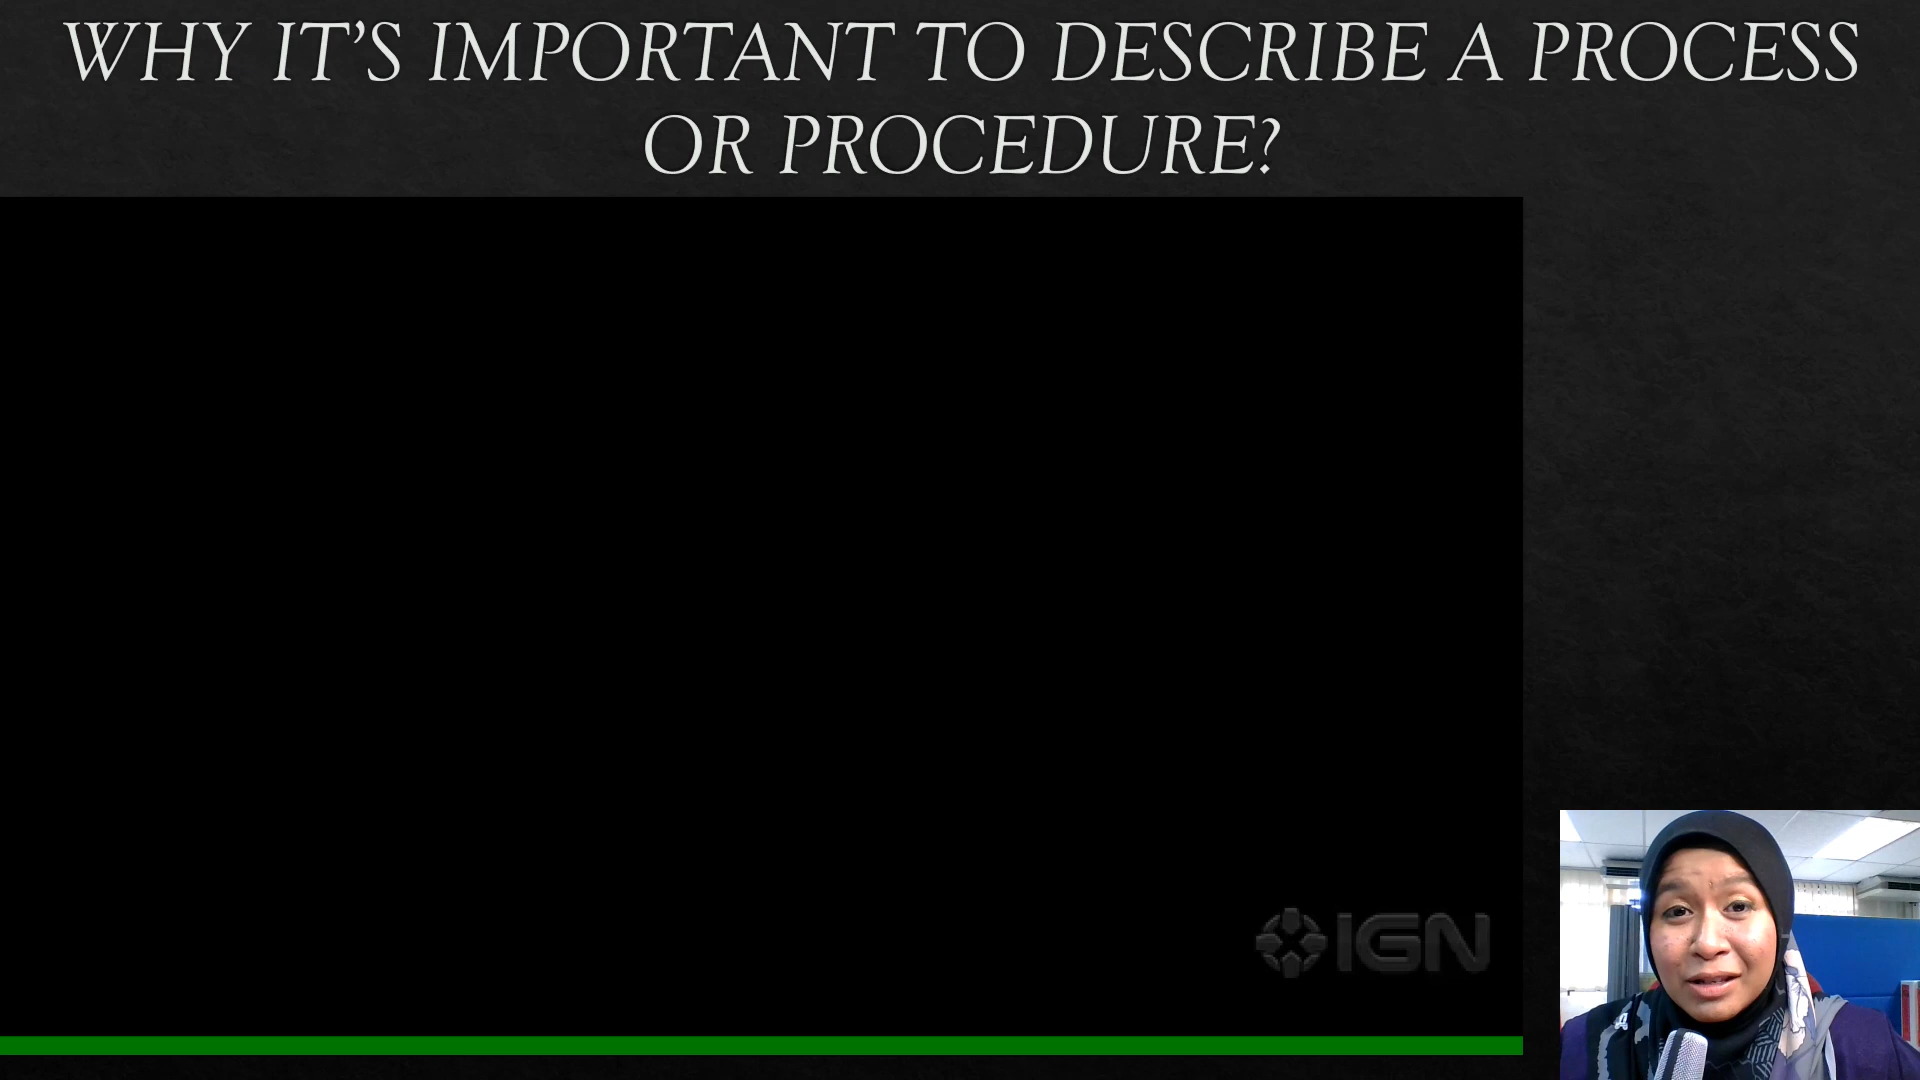 WHY IT’S IMPORTANT TO DESCRIBE A PROCESS
OR PROCEDURE?
IGN